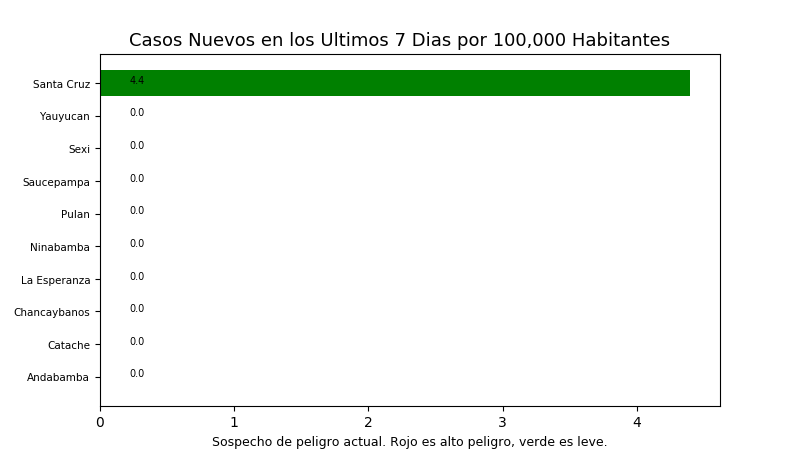 Casos Nuevos en los Ultimos 7 Dias por 100,000 Habitantes
Santa Cruz 4.4
Yauyucan 0.0
Sexi 0.0
Saucepampa 0.0
Pulan 0.0
Ninabamba 0.0
La Esperanza 0.0
Chancaybanos 0.0
Catache 0.0
Andabamba 0.0
0 1 2 3 4
Sospecho de peligro actual. Rojo es alto peligro, verde es leve.